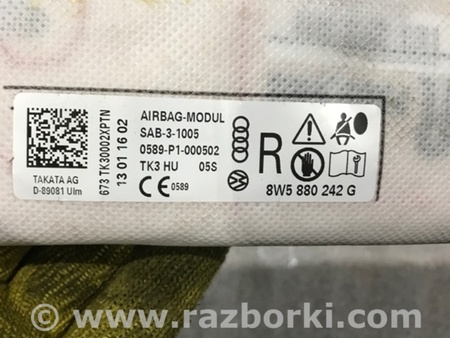 AIRBAG-MODUL
SAB-3-1005
0589-P1-000502
TK3 HU 05S
CE 0589
TAKATA AG
D-89081 Ulm
673 TK30002XPTN
13 01 16 02
R
8W5 880 242 G
© www.razborki.com